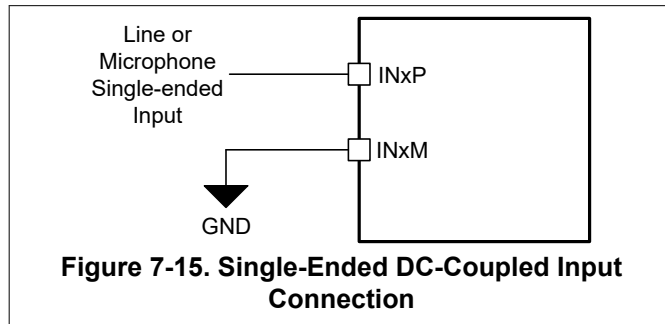 Line or
Microphone
Single-ended
Input
INxP
INxM
GND
Figure 7-15. Single-Ended DC-Coupled Input
Connection